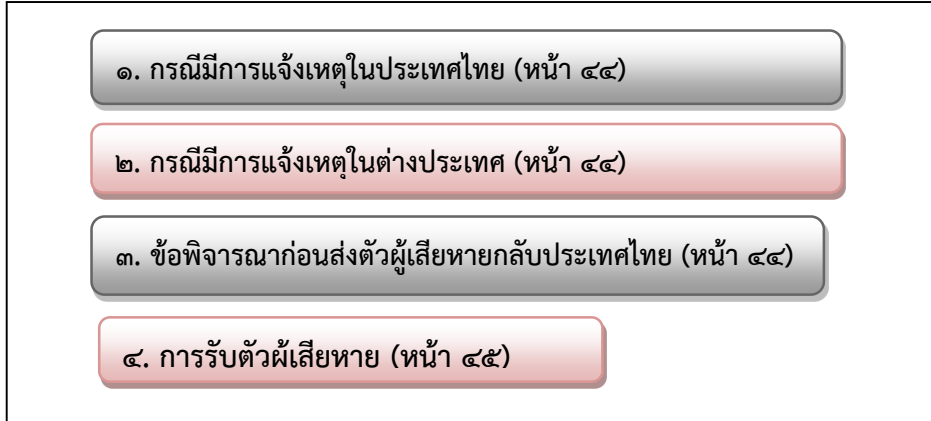 ๑. กรณีมีการแจ้งเหตุในประเทศไทย (หน้า ๔๔)
๒. กรณีมีการแจ้งเหตุในต่างประเทศ (หน้า ๔๔)
๓. ข้อพิจารณาก่อนส่งตัวผู้เสียหายกลับประเทศไทย (หน้า ๔๔)
๔. การรับตัวผู้เสียหาย (หน้า ๔๕)